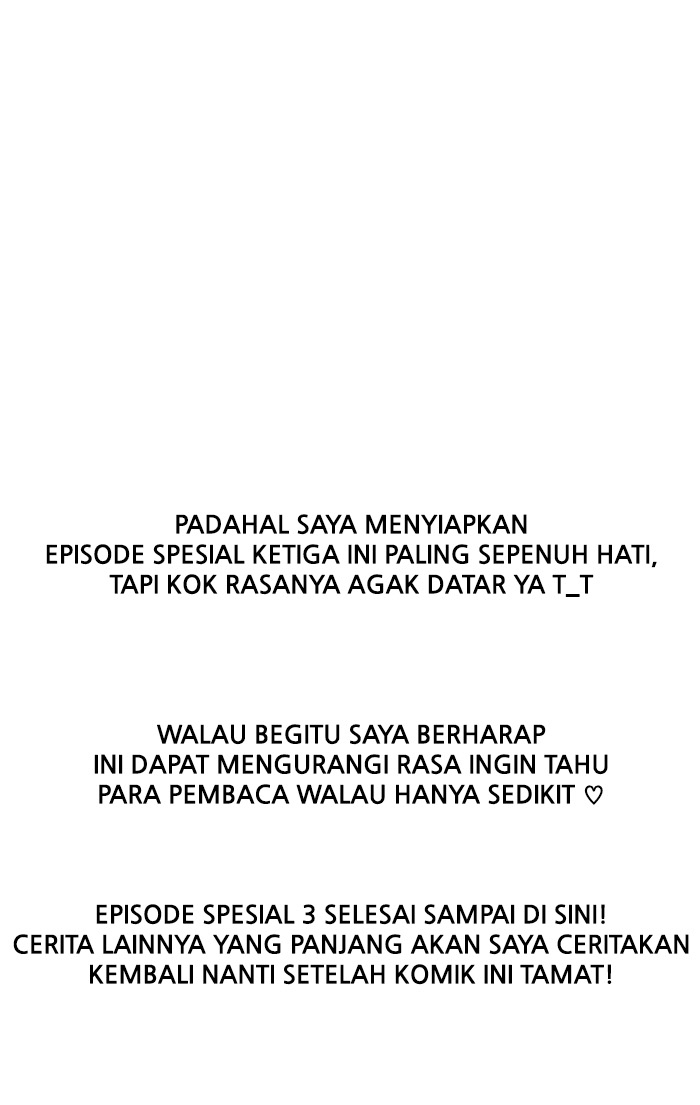 PADAHAL SAYA MENYIAPKAN
EPISODE SPESIAL KETIGA INI PALING SEPENUH HATI,
TAPI KOK RASANYA AGAK DATAR YA T_T
WALAU BEGITU SAYA BERHARAP
INI DAPAT MENGURANGI RASA INGIN TAHU
PARA PEMBACA WALAU HANYA SEDIKIT ♡
EPISODE SPESIAL 3 SELESAI SAMPAI DI SINI!
CERITA LAINNYA YANG PANJANG AKAN SAYA CERITAKAN
KEMBALI NANTI SETELAH KOMIK INI TAMAT!